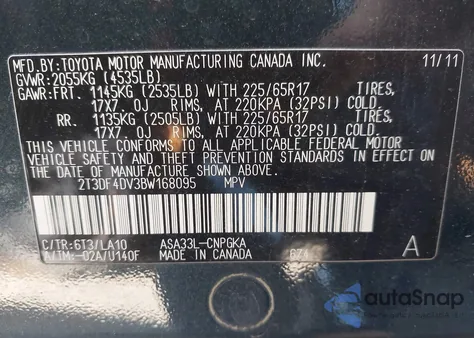 MFD.BY:TOYOTA MOTOR MANUFACTURING CANADA INC. 11/11
GVWR:2055KG (4535LB)
GAWR:FRT. 1145KG (2535LB) WITH 225/65R17 TIRES,
17X7.0J RIMS, AT 220KPA (32PSI) COLD.
RR. 1135KG (2505LB) WITH 225/65R17 TIRES,
17X7.0J RIMS, AT 220KPA (32PSI) COLD.
THIS VEHICLE CONFORMS TO ALL APPLICABLE FEDERAL MOTOR
VEHICLE SAFETY AND THEFT PREVENTION STANDARDS IN EFFECT ON
THE DATE OF MANUFACTURE SHOWN ABOVE.
2T3DF4DV3BW168095 MPV
C/TR:6T3/LA10 ASA33L-CNPGKA
A/TM:-02A/U140F MADE IN CANADA A
autoSnap